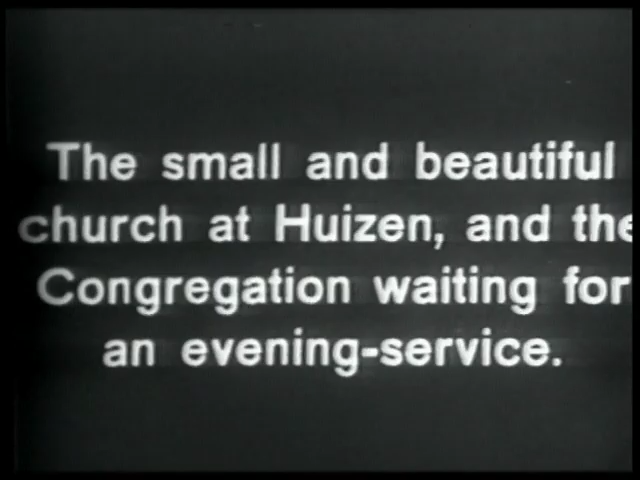 The small and beautiful
church at Huizen, and the
Congregation waiting for
an evening-service.